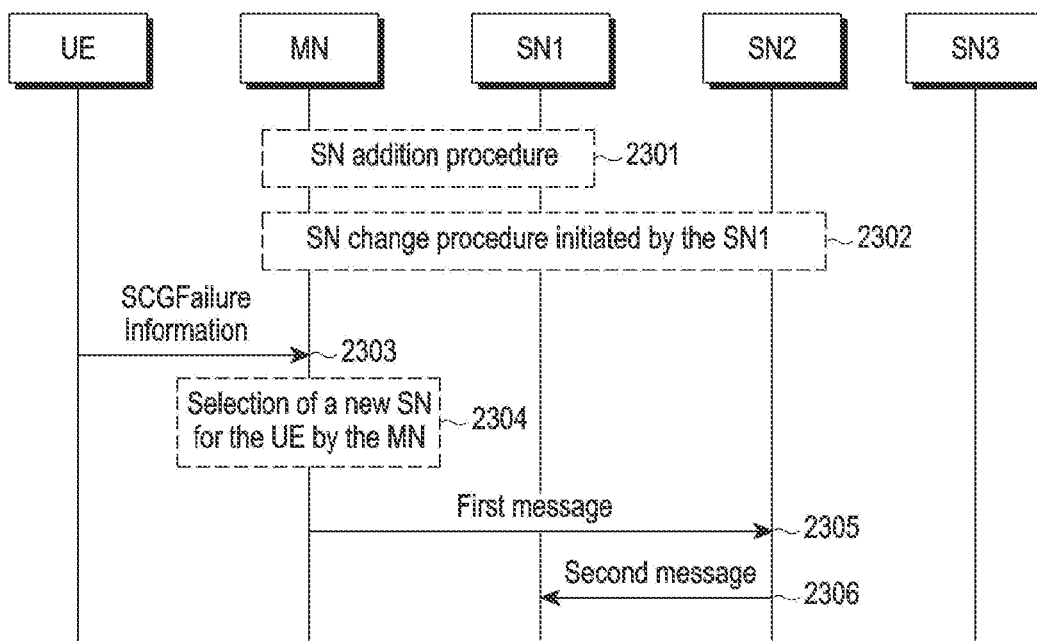 UE
MN
SN1
SN2
SN3
SN addition procedure
2301
SN change procedure initiated by the SN1
2302
SCGFailure
Information
2303
Selection of a new SN
for the UE by the MN
2304
First message
2305
Second message
2306